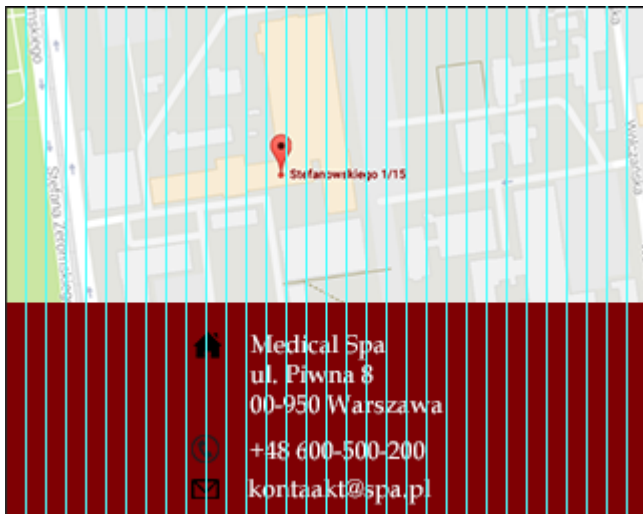 Stefanowskiego 1/15
Medical Spa
ul. Piwna 8
00-950 Warszawa
+48 600-500-200
kontaakt@spa.pl